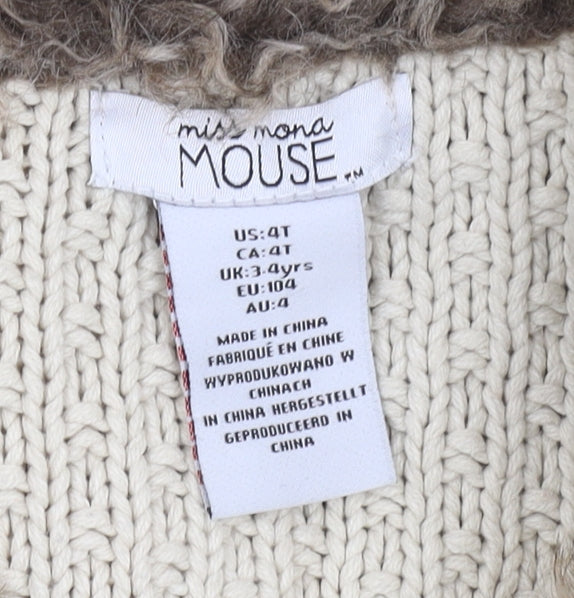 miss mona
MOUSE™
US:4T
CA:4T
UK:3-4yrs
EU:104
AU:4
MADE IN CHINA
FABRIQUÉ EN CHINE
WYPRODUKOWANO W
CHINACH
IN CHINA HERGESTELLT
GEPRODUCEERD IN
CHINA